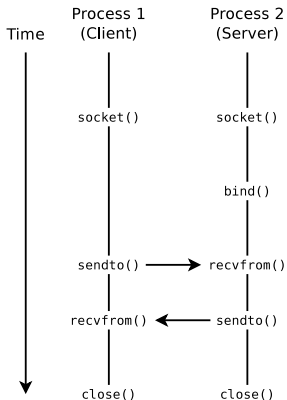 Process 1
(Client)
Process 2
(Server)
Time
socket()
socket()
bind()
sendto()
recvfrom()
recvfrom()
sendto()
close()
close()